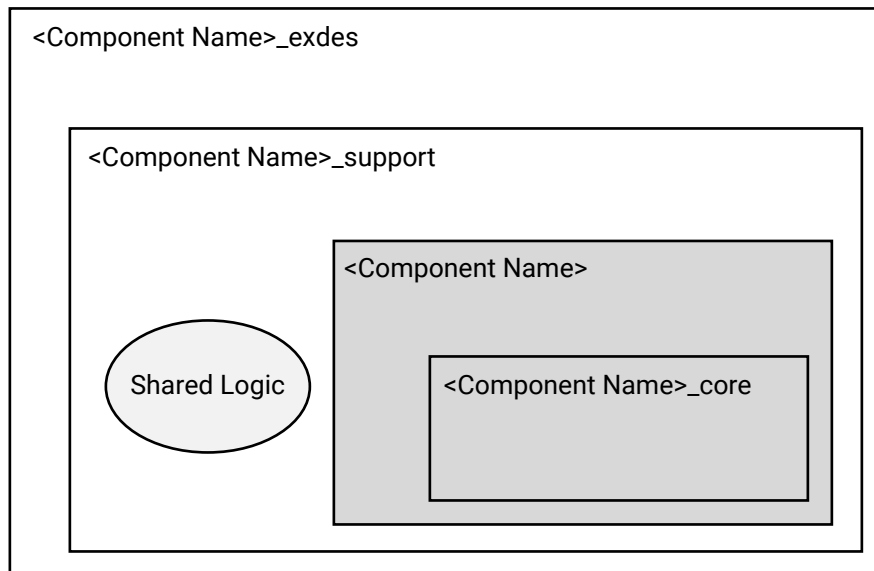 <Component Name>_exdes
<Component Name>_support
<Component Name>
Shared Logic
<Component Name>_core